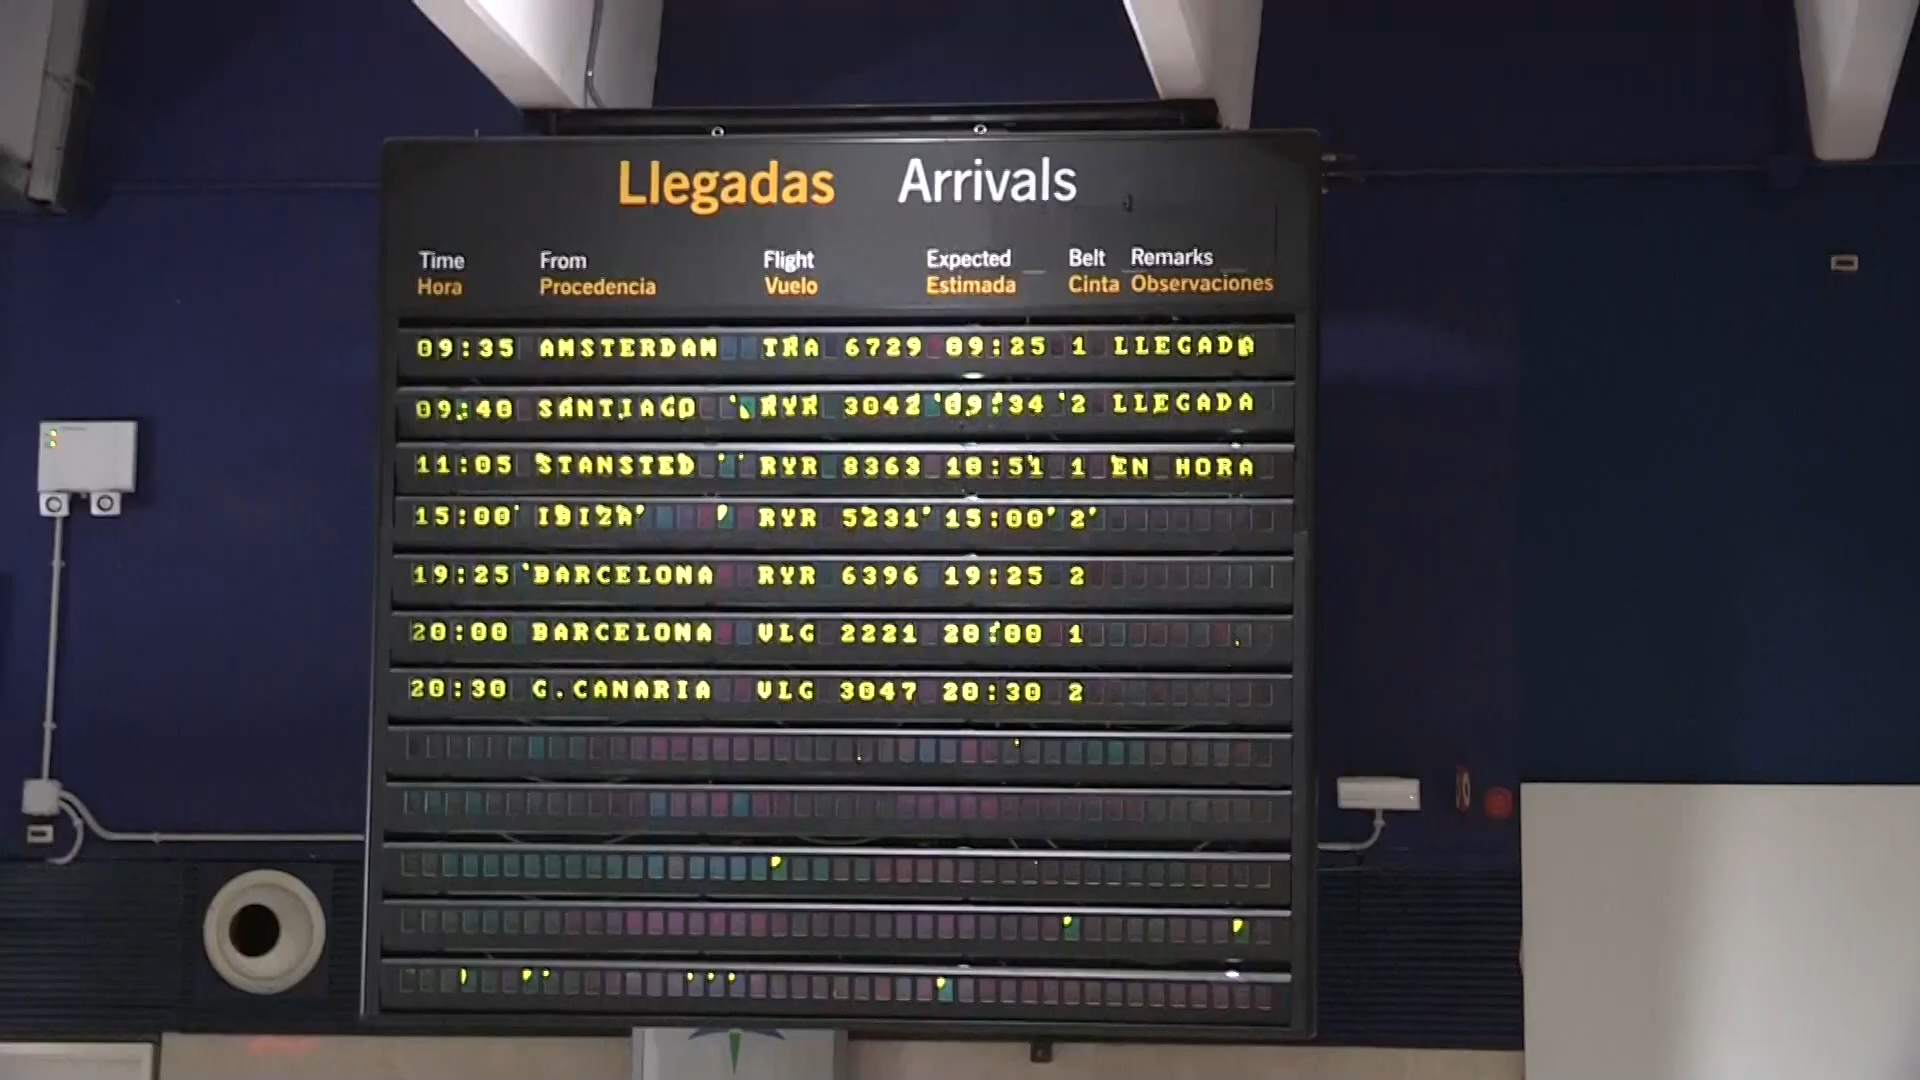 Llegadas Arrivals
Time From Flight Expected Belt Remarks
Hora Procedencia Vuelo Estimada Cinta Observaciones
09:35 AMSTERDAM TRA 6729 09:25 1 LLEGADA
09:40 SANTIAGO RYR 3042 09:34 2 LLEGADA
11:05 STANSTED RYR 8363 10:51 1 EN HORA
15:00 IBIZA RYR 5231 15:00 2
19:25 BARCELONA RYR 6396 19:25 2
20:00 BARCELONA VLG 2221 20:00 1
20:30 G.CANARIA VLG 3047 20:30 2